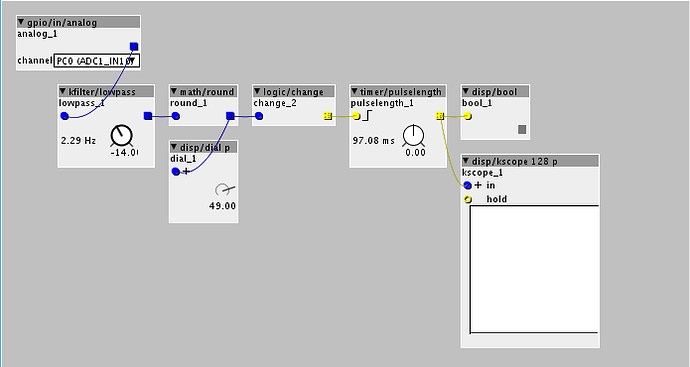 gpio/in/analog
analog_1
channel PC0 (ADC1_IN10
kfilter/lowpass
lowpass_1
2.29 Hz
-14.00
math/round
round_1
disp/dial p
dial_1
49.00
logic/change
change_2
timer/pulselength
pulselength_1
97.08 ms
0.00
disp/bool
bool_1
disp/kscope 128 p
kscope_1
in
hold